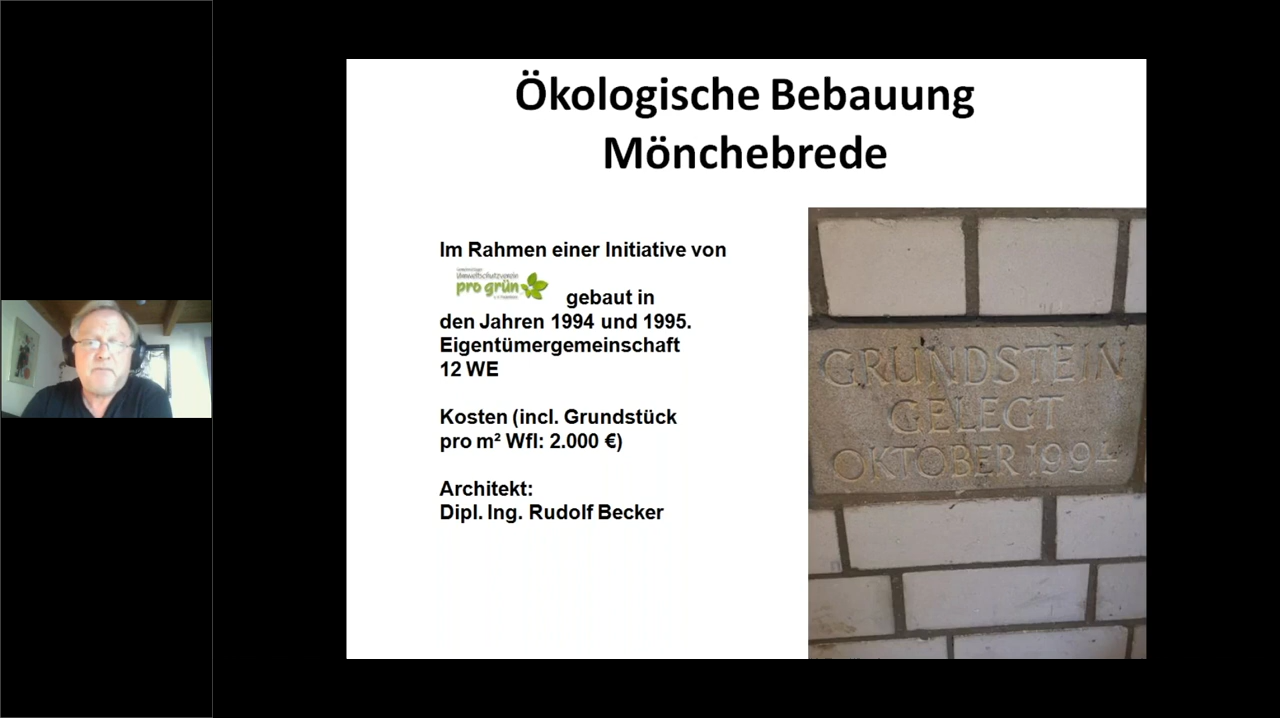 Ökologische Bebauung
Mönchebrede
Im Rahmen einer Initiative von
Umweltschutzverein
pro grün
gebaut in
den Jahren 1994 und 1995.
Eigentümergemeinschaft
12 WE
Kosten (incl. Grundstück
pro m² Wfl: 2.000 €)
Architekt:
Dipl. Ing. Rudolf Becker
GRUNDSTEIN
GELEGT
OKTOBER 1994